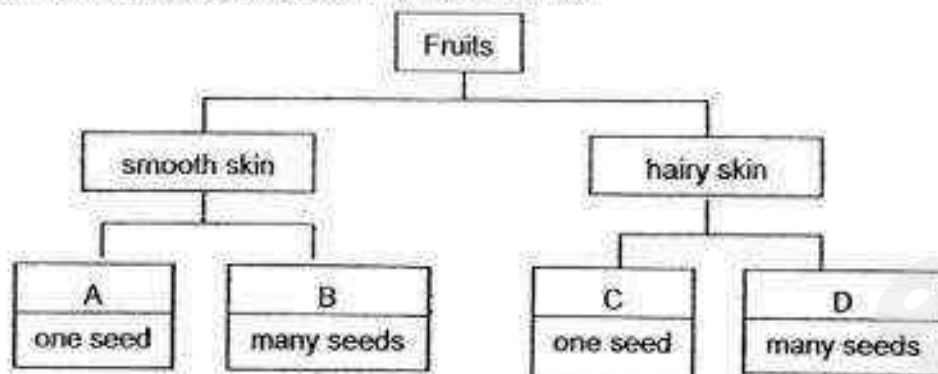 Fruits
smooth skin
hairy skin
A
B
C
D
one seed
many seeds
one seed
many seeds